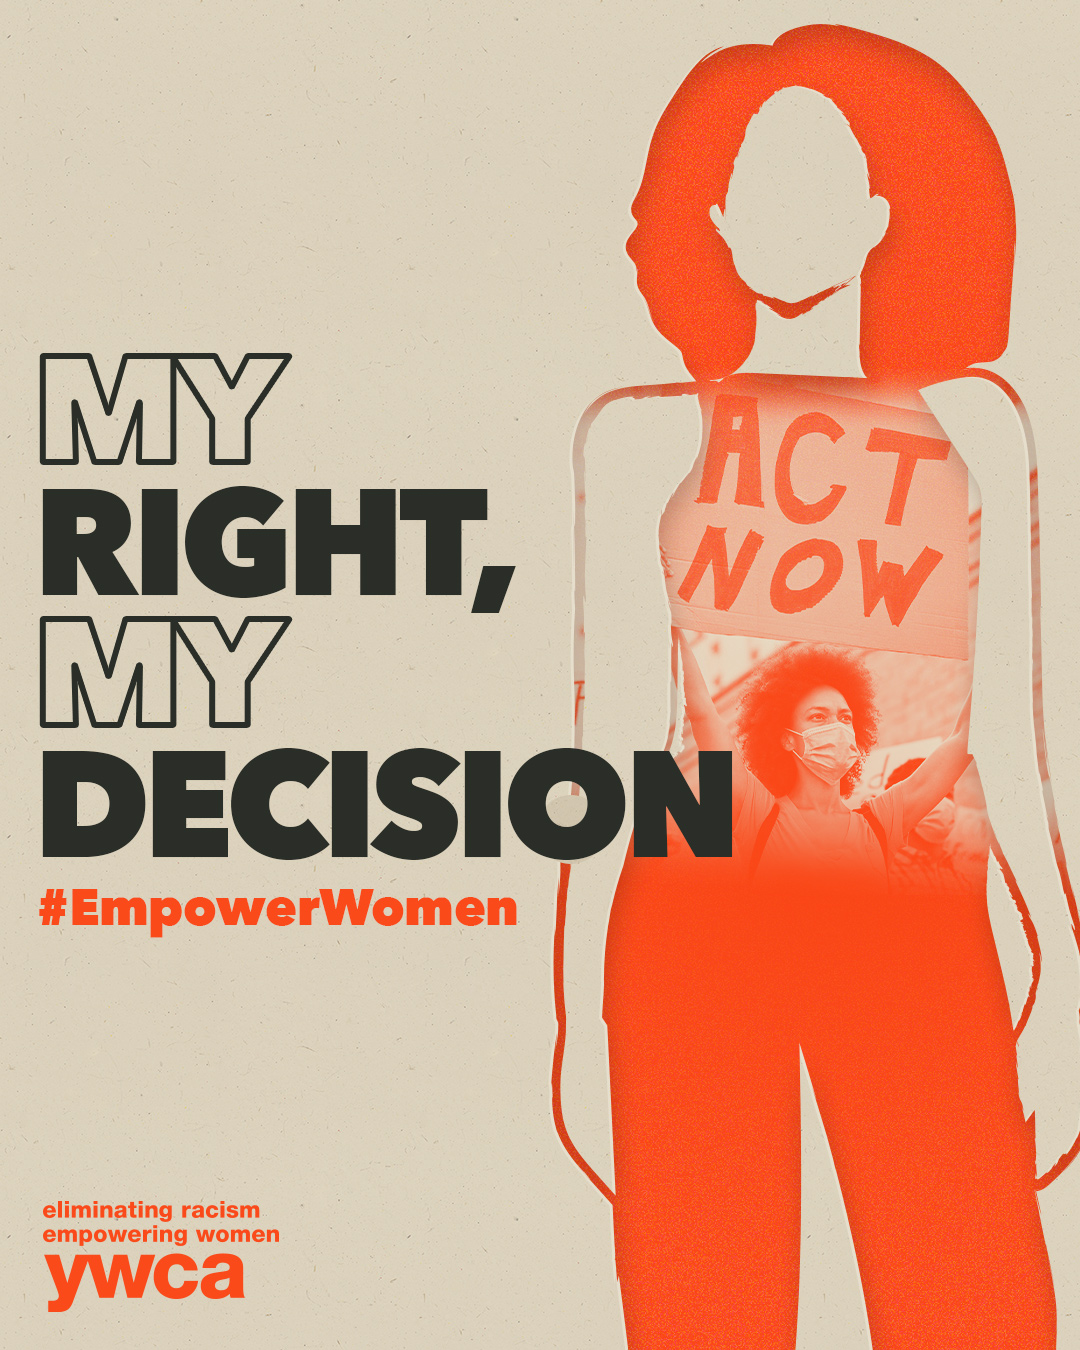 MY
RIGHT,
MY
DECISION
#EmpowerWomen
ACT
NOW
eliminating racism
empowering women
ywca